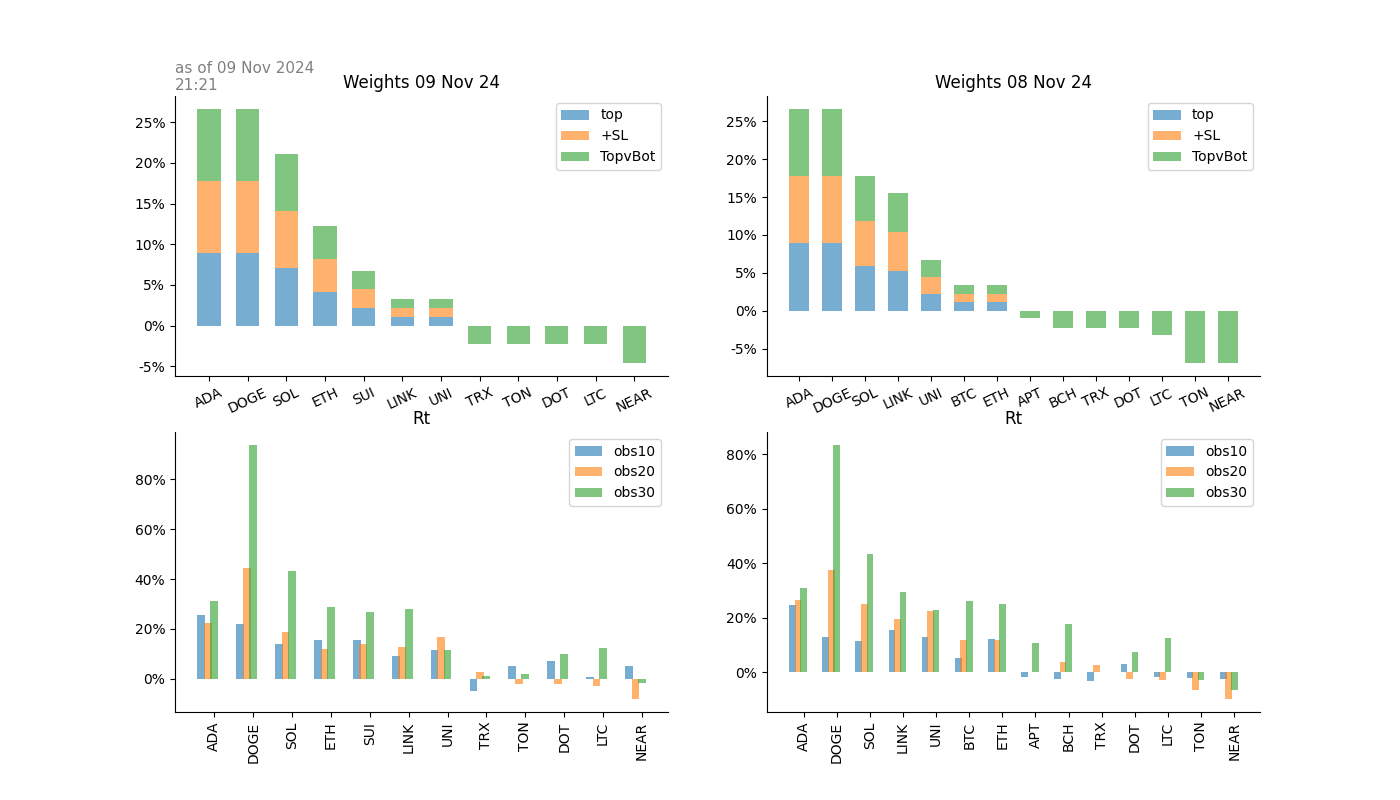 as of 09 Nov 2024
21:21
Weights 09 Nov 24
25%
20%
15%
10%
5%
0%
-5%
top
+SL
TopvBot
ADA DOGE SOL ETH SUI LINK UNI TRX TON DOT LTC NEAR
Weights 08 Nov 24
25%
20%
15%
10%
5%
0%
-5%
top
+SL
TopvBot
ADA DOGE SOL LINK UNI BTC ETH APT BCH TRX DOT LTC TON NEAR
Rt
80%
60%
40%
20%
0%
obs10
obs20
obs30
ADA DOGE SOL ETH SUI LINK UNI TRX TON DOT LTC NEAR
Rt
80%
60%
40%
20%
0%
obs10
obs20
obs30
ADA DOGE SOL LINK UNI BTC ETH APT BCH TRX DOT LTC TON NEAR